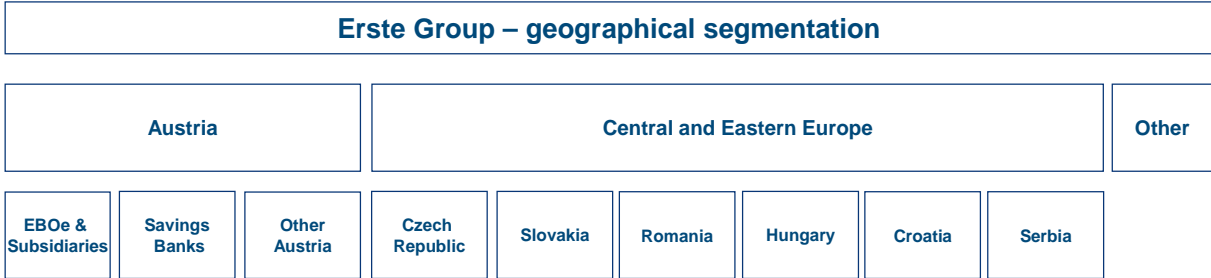 Erste Group – geographical segmentation
Austria
Central and Eastern Europe
Other
EBOe &
Subsidiaries
Savings
Banks
Other
Austria
Czech
Republic
Slovakia
Romania
Hungary
Croatia
Serbia